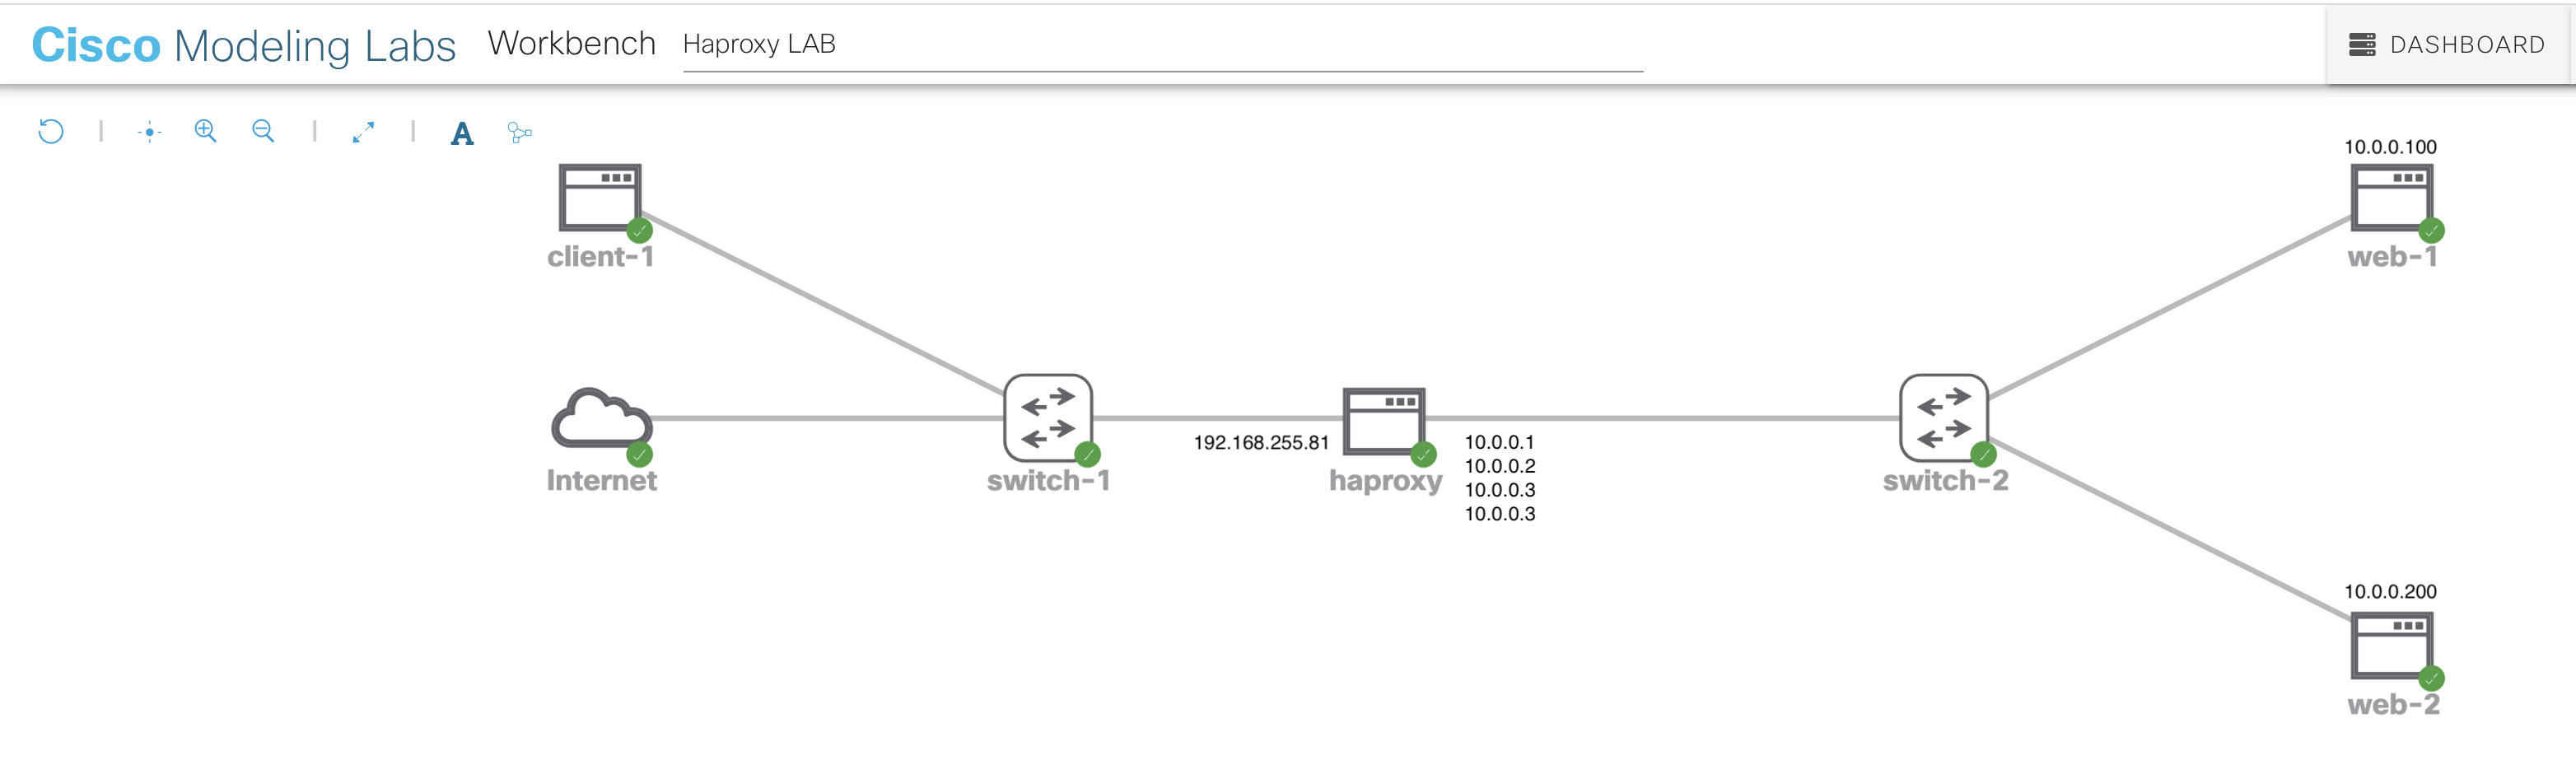 Cisco Modeling Labs Workbench Haproxy LAB DASHBOARD
A
10.0.0.100
client-1
web-1
192.168.255.81
10.0.0.1
10.0.0.2
10.0.0.3
10.0.0.3
Internet
switch-1
haproxy
switch-2
10.0.0.200
web-2